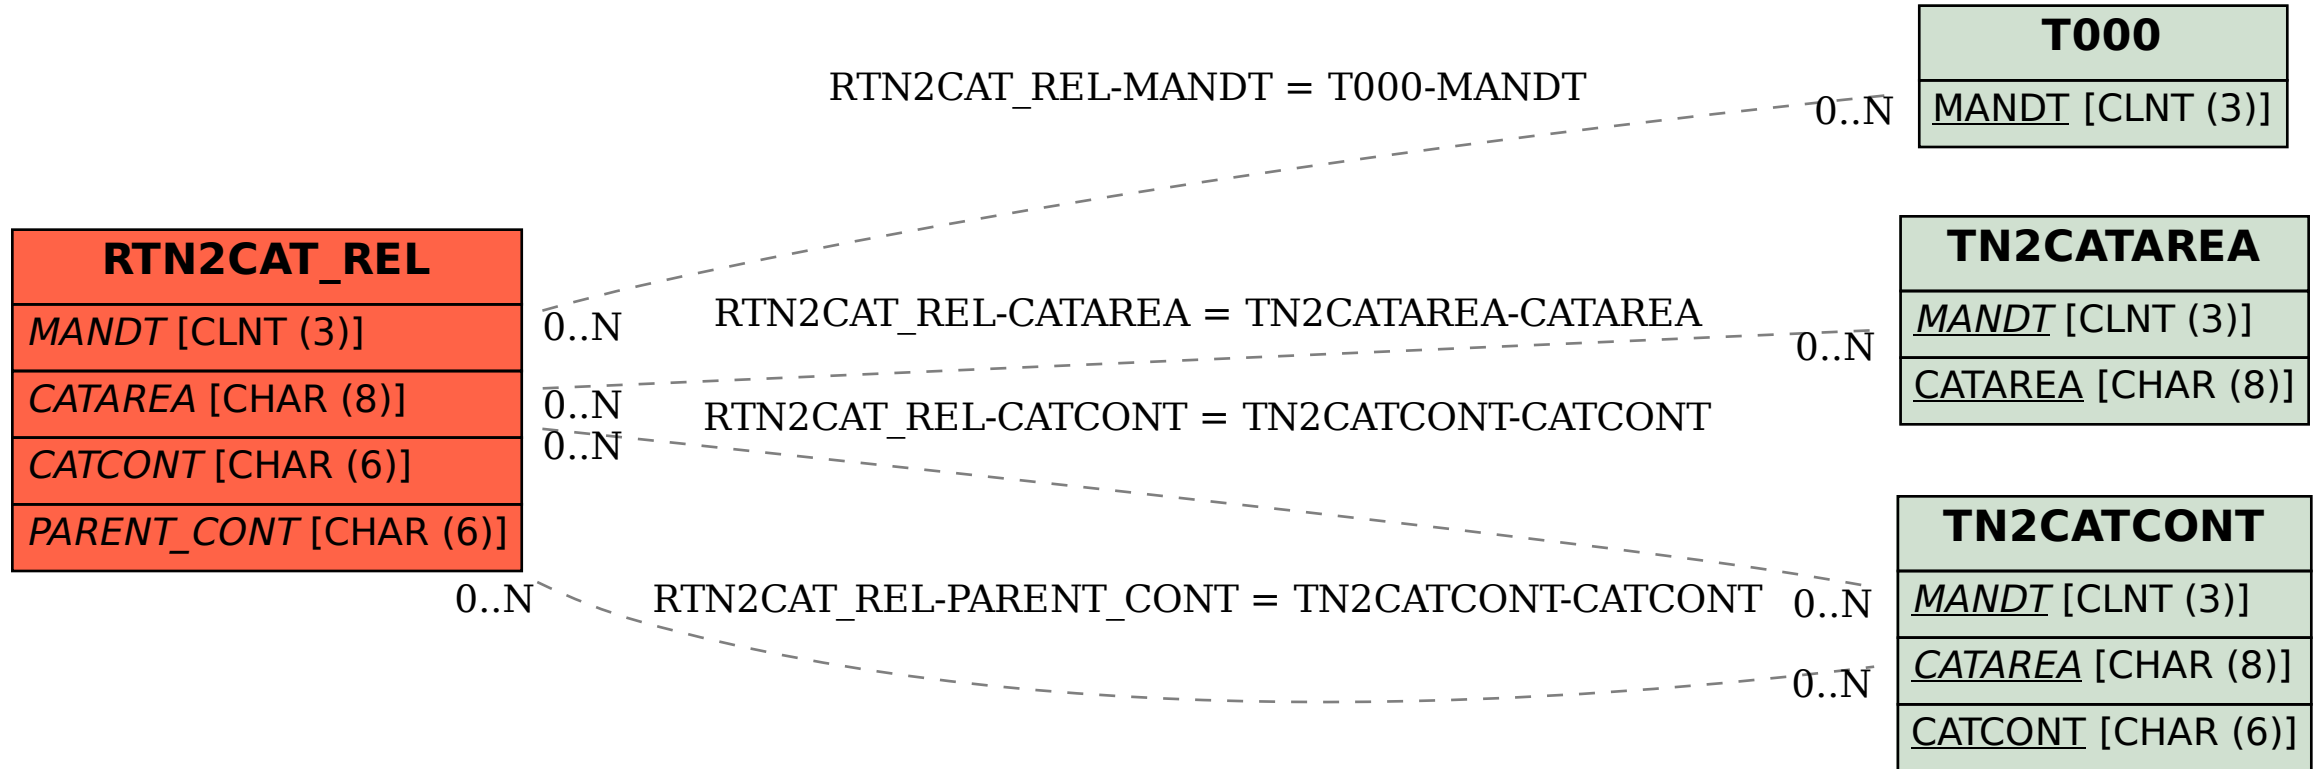 T000
MANDT [CLNT (3)]
RTN2CAT_REL-MANDT = T000-MANDT
0..N
RTN2CAT_REL
MANDT [CLNT (3)]
CATAREA [CHAR (8)]
CATCONT [CHAR (6)]
PARENT_CONT [CHAR (6)]
0..N
RTN2CAT_REL-CATAREA = TN2CATAREA-CATAREA
0..N
0..N
RTN2CAT_REL-CATCONT = TN2CATCONT-CATCONT
0..N
TN2CATAREA
MANDT [CLNT (3)]
CATAREA [CHAR (8)]
0..N
RTN2CAT_REL-PARENT_CONT = TN2CATCONT-CATCONT
0..N
0..N
TN2CATCONT
MANDT [CLNT (3)]
CATAREA [CHAR (8)]
CATCONT [CHAR (6)]